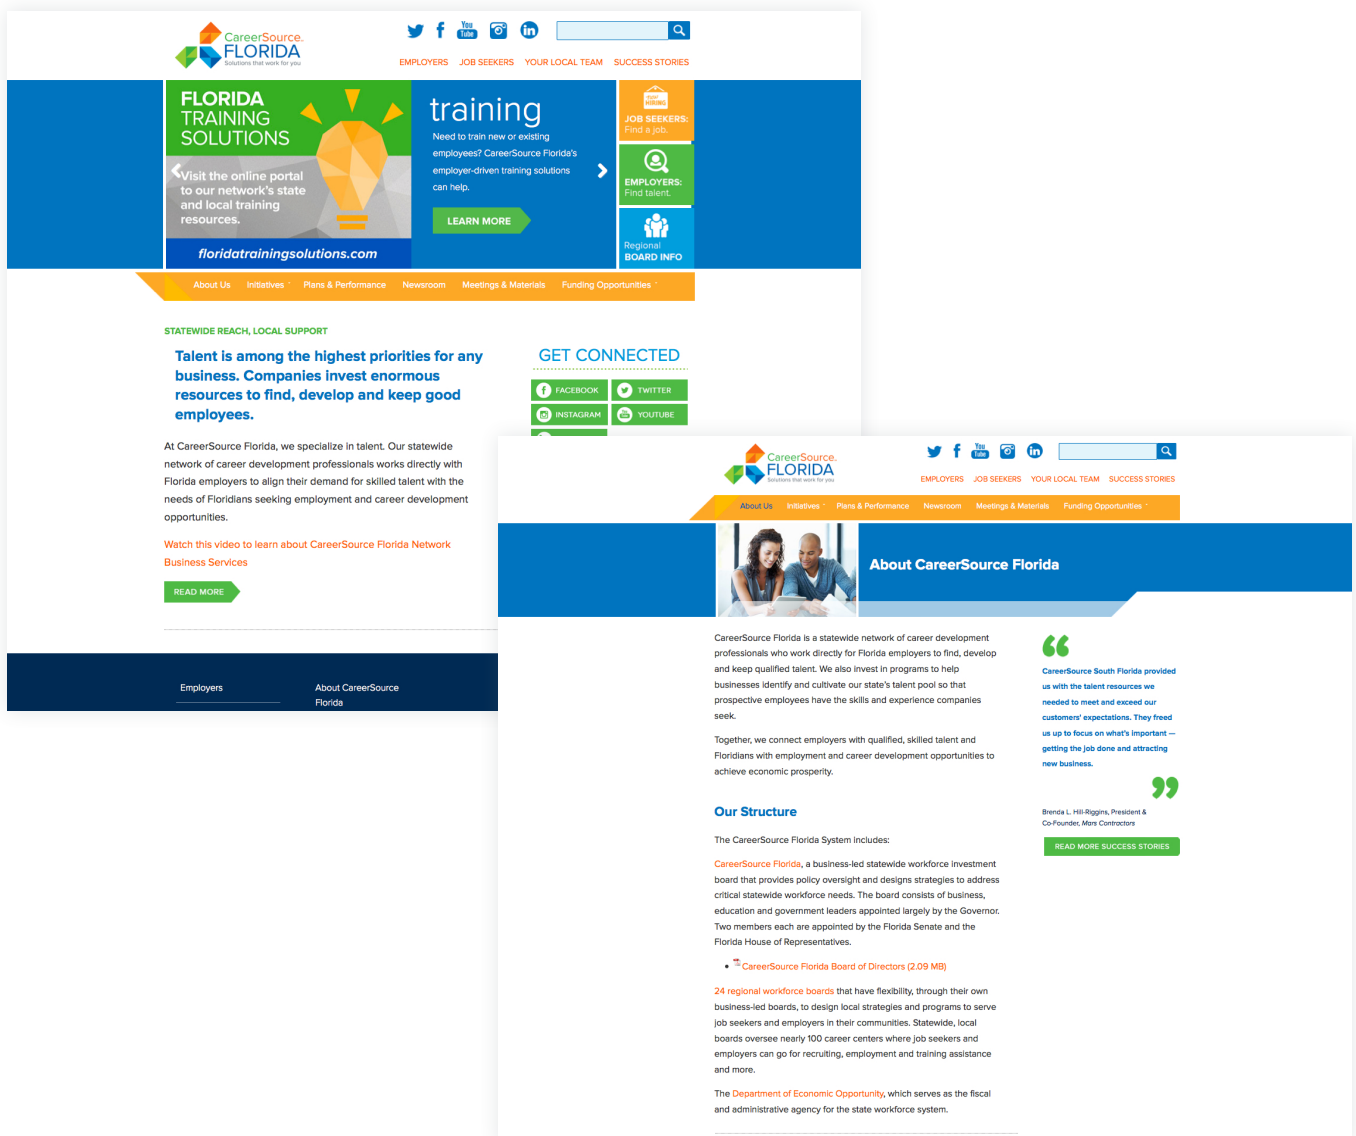 CareerSource.
FLORIDA
Solutions that work for you
You
Tube
EMPLOYERS JOB SEEKERS YOUR LOCAL TEAM SUCCESS STORIES
FLORIDA
TRAINING
SOLUTIONS
Visit the online portal
to our network's state
and local training
resources.
floridatrainingsolutions.com
training
Need to train new or existing
employees? CareerSource Florida's
employer-driven training solutions
can help.
LEARN MORE
HIRING
JOB SEEKERS:
Find a job.
EMPLOYERS:
Find talent.
Regional
BOARD INFO
About Us Initiatives Plans & Performance Newsroom Meetings & Materials Funding Opportunities
STATEWIDE REACH, LOCAL SUPPORT
Talent is among the highest priorities for any
business. Companies invest enormous
resources to find, develop and keep good
employees.
At CareerSource Florida, we specialize in talent. Our statewide
network of career development professionals works directly with
Florida employers to align their demand for skilled talent with the
needs of Floridians seeking employment and career development
opportunities.
Watch this video to learn about CareerSource Florida Network
Business Services
READ MORE
GET CONNECTED
FACEBOOK TWITTER
INSTAGRAM YOUTUBE
Employers
About CareerSource
Florida
CareerSource.
FLORIDA
Solutions that work for you
You
Tube
EMPLOYERS JOB SEEKERS YOUR LOCAL TEAM SUCCESS STORIES
About Us Initiatives Plans & Performance Newsroom Meetings & Materials Funding Opportunities
About CareerSource Florida
CareerSource Florida is a statewide network of career development
professionals who work directly for Florida employers to find, develop
and keep qualified talent. We also invest in programs to help
businesses identify and cultivate our state's talent pool so that
prospective employees have the skills and experience companies
seek.
Together, we connect employers with qualified, skilled talent and
Floridians with employment and career development opportunities to
achieve economic prosperity.
Our Structure
The CareerSource Florida System includes:
CareerSource Florida, a business-led statewide workforce investment
board that provides policy oversight and designs strategies to address
critical statewide workforce needs. The board consists of business,
education and government leaders appointed largely by the Governor.
Two members each are appointed by the Florida Senate and the
Florida House of Representatives.
• CareerSource Florida Board of Directors (2.09 MB)
24 regional workforce boards that have flexibility, through their own
business-led boards, to design local strategies and programs to serve
job seekers and employers in their communities. Statewide, local
boards oversee nearly 100 career centers where job seekers and
employers can go for recruiting, employment and training assistance
and more.
The Department of Economic Opportunity, which serves as the fiscal
and administrative agency for the state workforce system.
“
CareerSource South Florida provided
us with the talent resources we
needed to meet and exceed our
customers' expectations. They freed
us up to focus on what's important —
getting the job done and attracting
new business.
”
Brenda L. Hill-Riggins, President &
Co-Founder, Mars Contractors
READ MORE SUCCESS STORIES